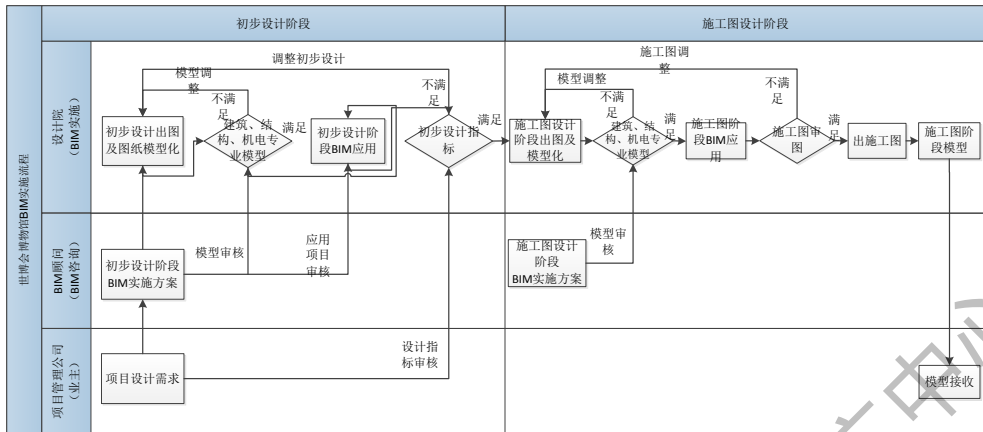 初步设计阶段
施工图设计阶段
世博会博物馆BIM实施流程
设计院
（BIM实施）
调整初步设计
模型调
整
不满
足
不满
足
初步设计出图
及图纸模型化
建筑、结
构、机电专
业模型
满足
初步设计阶
段BIM应用
初步设计指
标
满足
施工图调
整
模型调整
不满
足
不满
足
施工图设计
阶段出图及
模型化
建筑、结
构、机电专
业模型
满
足
施工图阶
段BIM应
用
施工图审
图
满
足
出施工图
施工图阶
段模型
BIM顾问
（BIM咨询）
初步设计阶段
BIM实施方案
模型审核
应用
项目
审核
施工图设计
阶段
BIM实施方案
模型审
核
项目管理公司
（业主）
项目设计需求
设计指
标审核
模型接收
中心